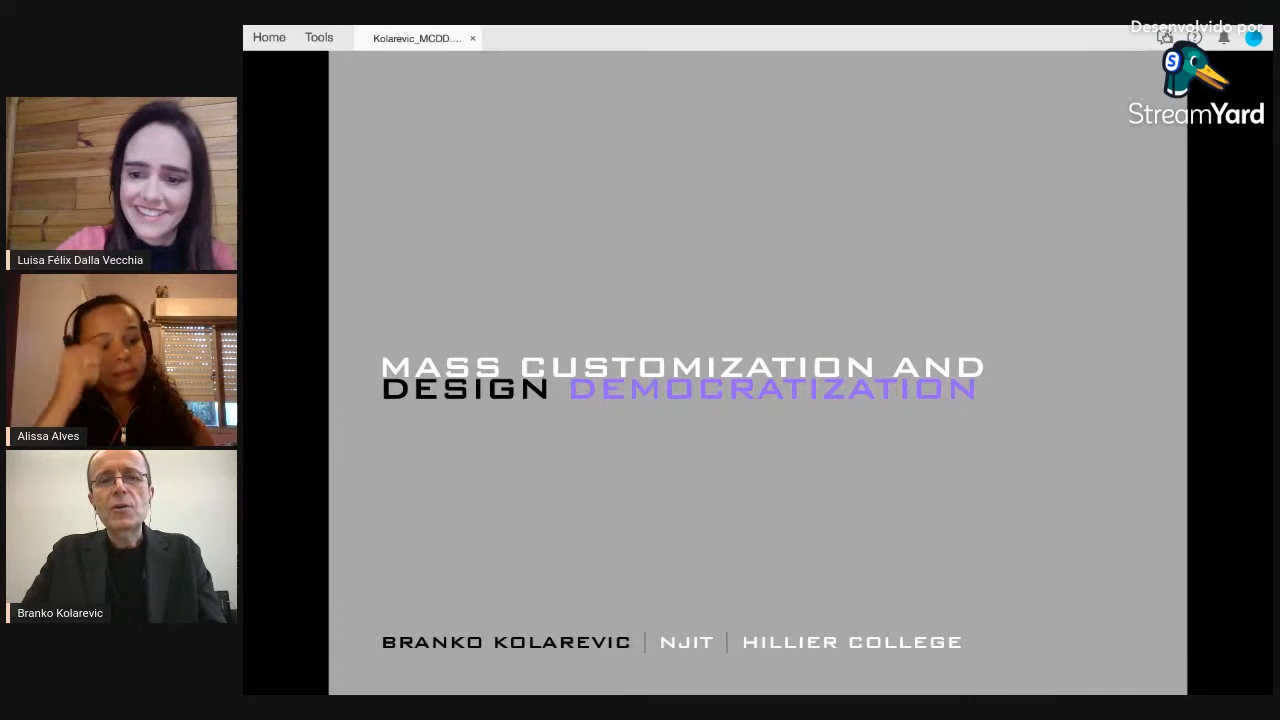 Home Tools Kolarevic_MCDD.... ×
Desenvolvido por
S
StreamYard
Luisa Félix Dalla Vecchia
Alissa Alves
Branko Kolarevic
MASS CUSTOMIZATION AND
DESIGN DEMOCRATIZATION
BRANKO KOLAREVIC | NJIT | HILLIER COLLEGE